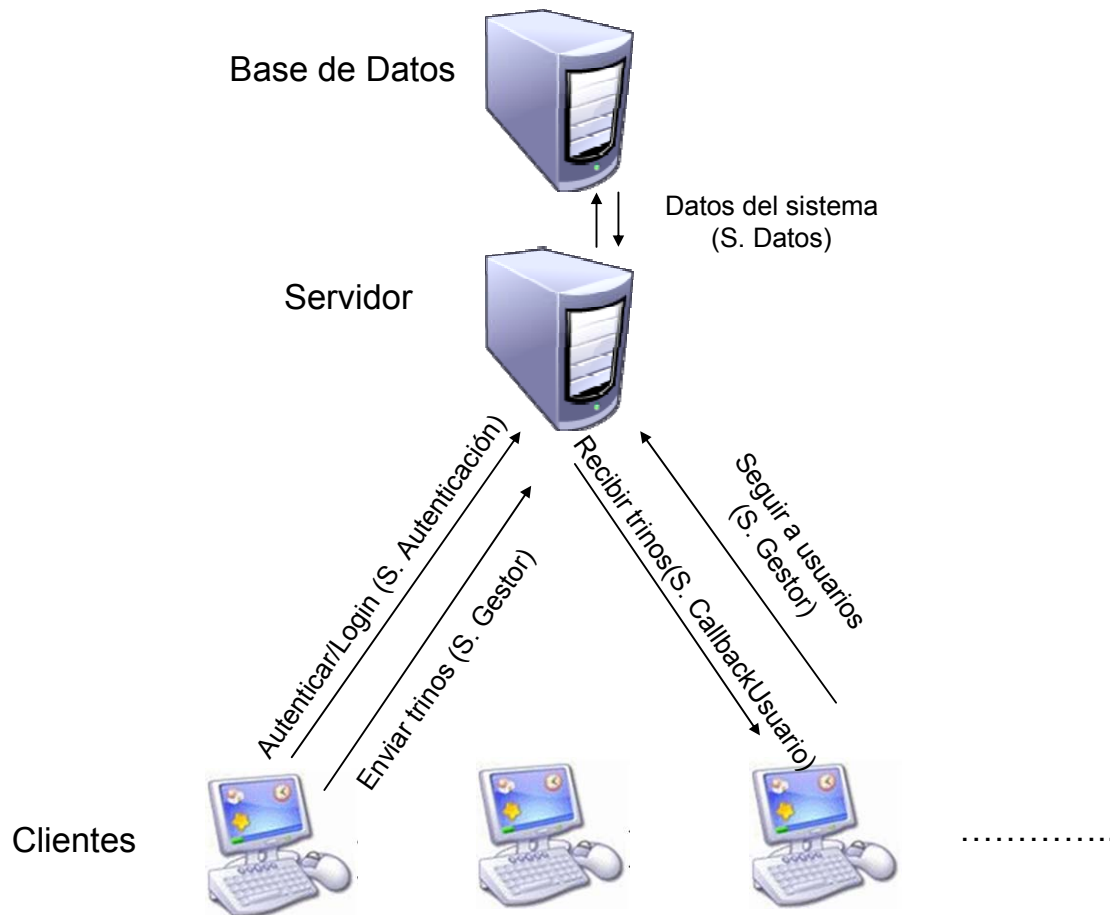 Base de Datos
Datos del sistema
(S. Datos)
Servidor
Autenticar/Login (S. Autenticación)
Enviar trinos (S. Gestor)
Recibir trinos(S. CallbackUsuario)
Seguir a usuarios
(S. Gestor)
Clientes
..............